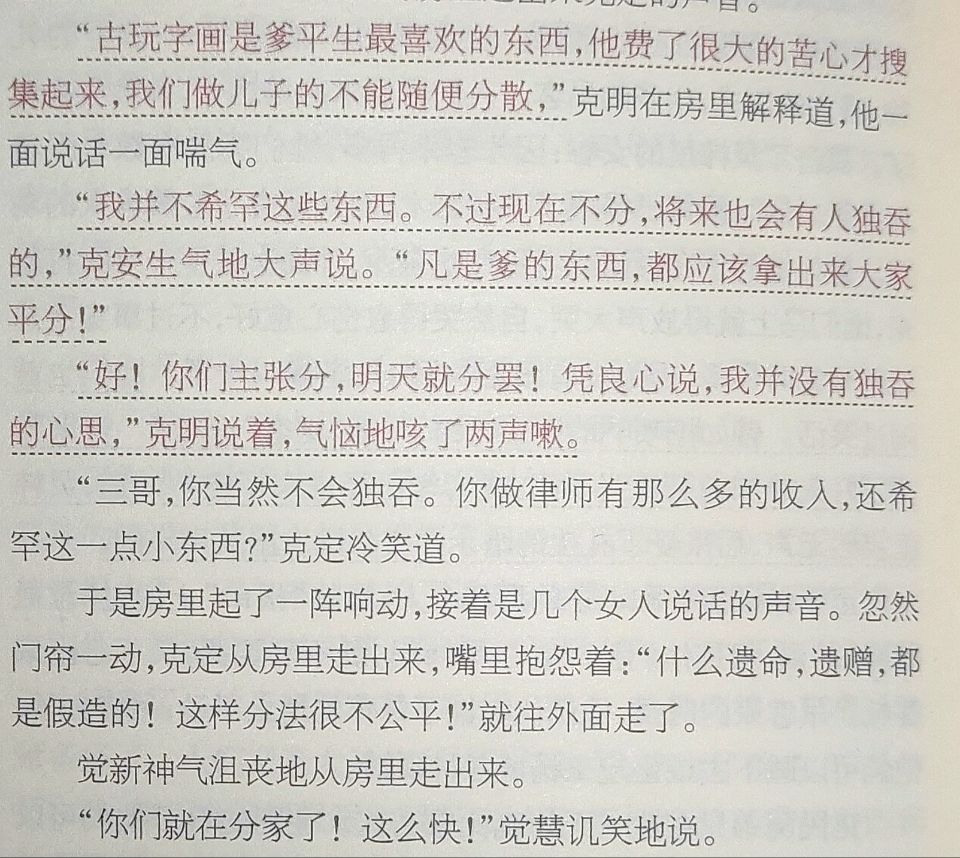 的声音。
“古玩字画是爹平生最喜欢的东西，他费了很大的苦心才搜
集起来，我们做儿子的不能随便分散，”克明在房里解释道，他一
面说话一面喘气。
“我并不希罕这些东西。不过现在不分，将来也会有人独吞
的，”克安生气地大声说。“凡是爹的东西，都应该拿出来大家
平分！”
“好！你们主张分，明天就分罢！凭良心说，我并没有独吞
的心思，”克明说着，气恼地咳了两声嗽。
“三哥，你当然不会独吞。你做律师有那么多的收入，还希
罕这一点小东西？”克定冷笑道。
于是房里起了一阵响动，接着是几个女人说话的声音。忽然
门帘一动，克定从房里走出来，嘴里抱怨着：“什么遗命，遗赠，都
是假造的！这样分法很不公平！”就往外面走了。
觉新神气沮丧地从房里走出来。
“你们就在分家了！这么快！”觉慧讥笑地说。